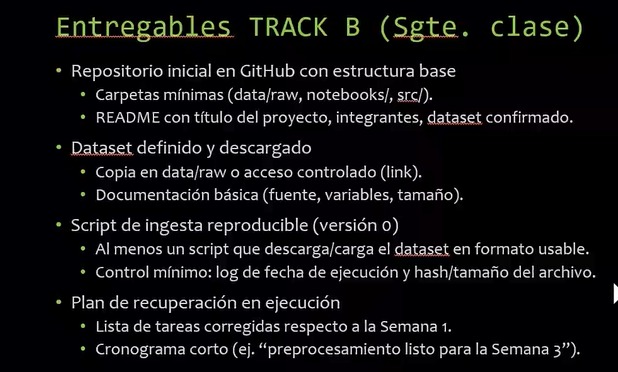 Entregables TRACK B (Sgte. clase)
• Repositorio inicial en GitHub con estructura base
• Carpetas mínimas (data/raw, notebooks/, src/).
• README con título del proyecto, integrantes, dataset confirmado.
• Dataset definido y descargado
• Copia en data/raw o acceso controlado (link).
• Documentación básica (fuente, variables, tamaño).
• Script de ingesta reproducible (versión 0)
• Al menos un script que descarga/carga el dataset en formato usable.
• Control mínimo: log de fecha de ejecución y hash/tamaño del archivo.
• Plan de recuperación en ejecución
• Lista de tareas corregidas respecto a la Semana 1.
• Cronograma corto (ej. “preprocesamiento listo para la Semana 3”).